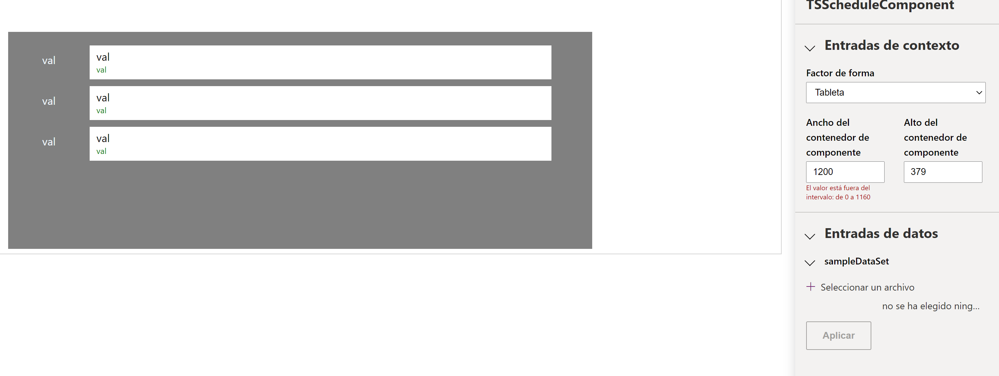 val
val
val
val
val
val
val
val
val
TSScheduleComponent
Entradas de contexto
Factor de forma
Tableta
Ancho del
contenedor de
componente
1200
El valor está fuera del
intervalo: de 0 a 1160
Alto del
contenedor de
componente
379
Entradas de datos
sampleDataSet
Seleccionar un archivo
no se ha elegido ning...
Aplicar